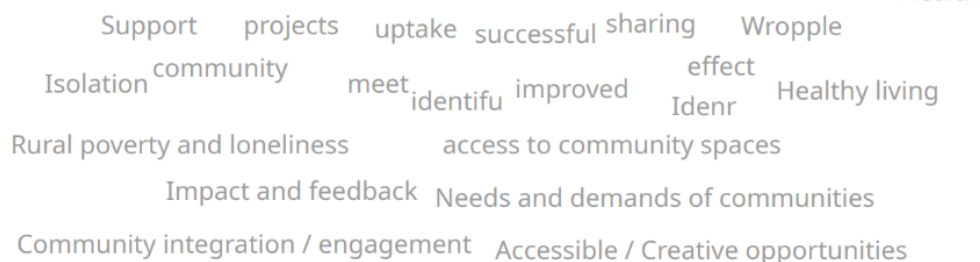 Support projects uptake successful sharing Wropple
Isolation community meet identifu improved effect Idenr Healthy living
Rural poverty and loneliness access to community spaces
Impact and feedback Needs and demands of communities
Community integration / engagement Accessible / Creative opportunities